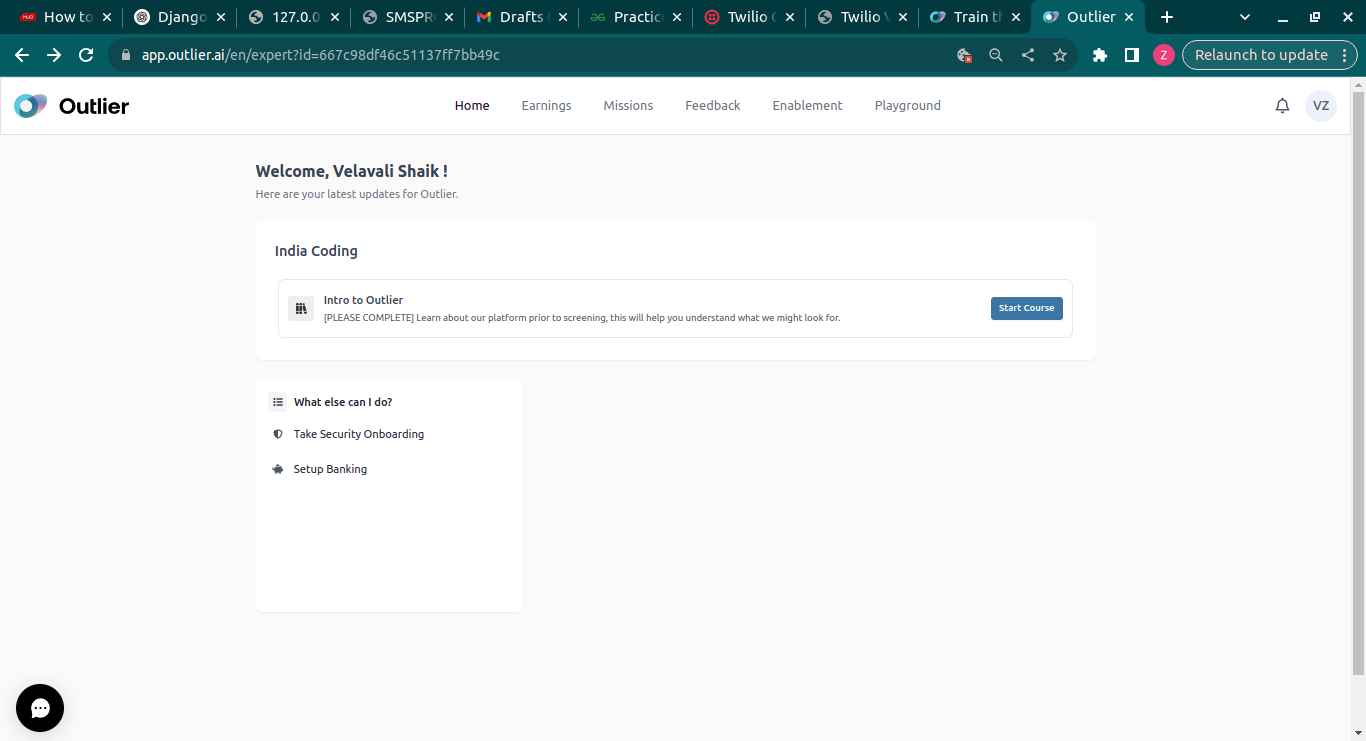 How to
Django
127.0.0
SMSPR
Drafts
Practice
Twilio
Twilio
Train th
Outlier
app.outlier.ai/en/expert?id=667c98df46c51137ff7bb49c
Z
Relaunch to update
Outlier
Home
Earnings
Missions
Feedback
Enablement
Playground
VZ
Welcome, Velavali Shaik !
Here are your latest updates for Outlier.
India Coding
Intro to Outlier
[PLEASE COMPLETE] Learn about our platform prior to screening, this will help you understand what we might look for.
Start Course
What else can I do?
Take Security Onboarding
Setup Banking